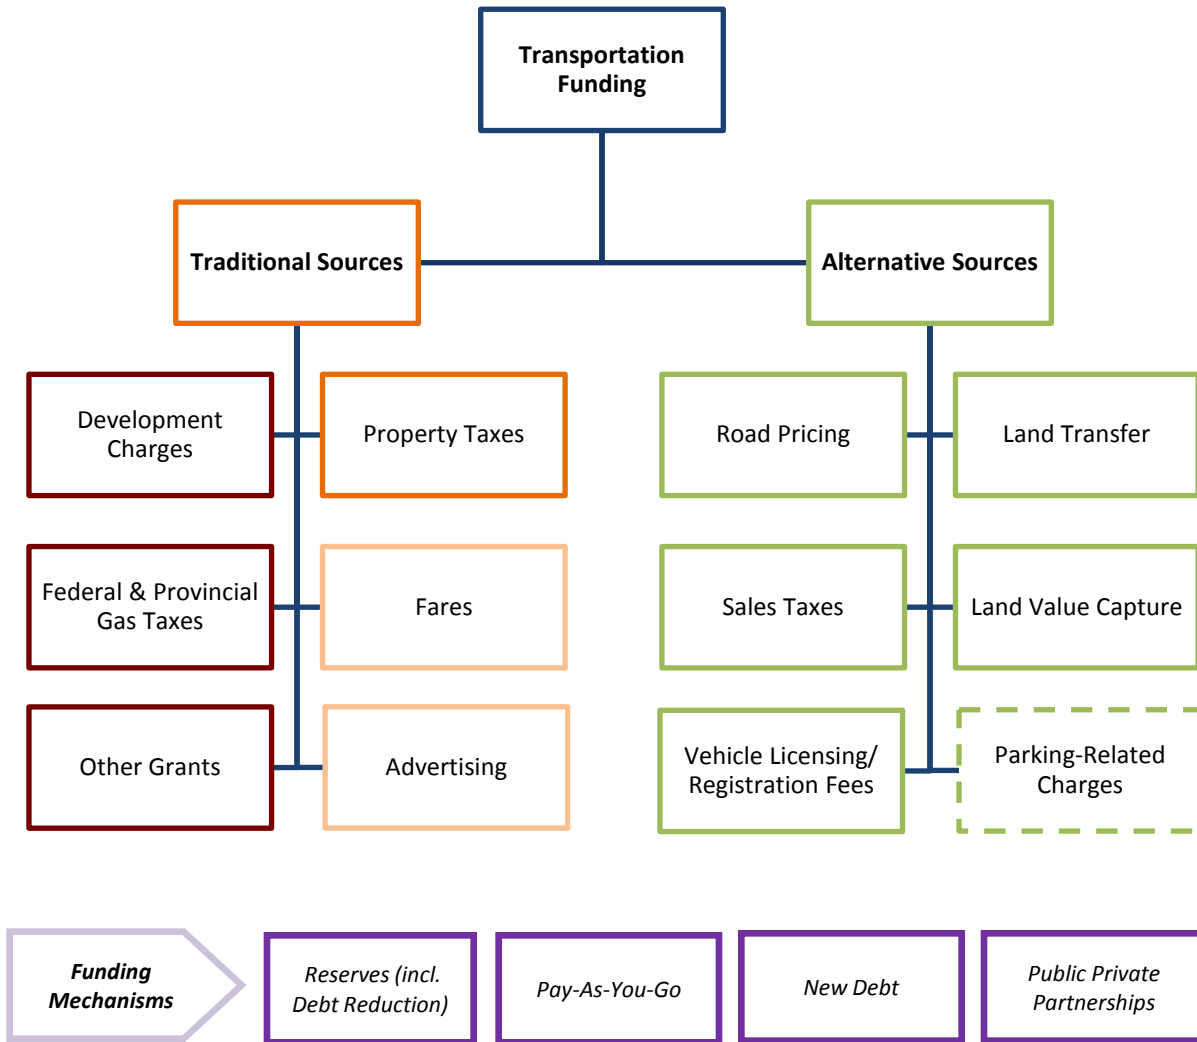 Transportation
Funding
Traditional Sources
Alternative Sources
Development
Charges
Property Taxes
Road Pricing
Land Transfer
Federal & Provincial
Gas Taxes
Fares
Sales Taxes
Land Value Capture
Other Grants
Advertising
Vehicle Licensing/
Registration Fees
Parking-Related
Charges
Funding
Mechanisms
Reserves (incl.
Debt Reduction)
Pay-As-You-Go
New Debt
Public Private
Partnerships